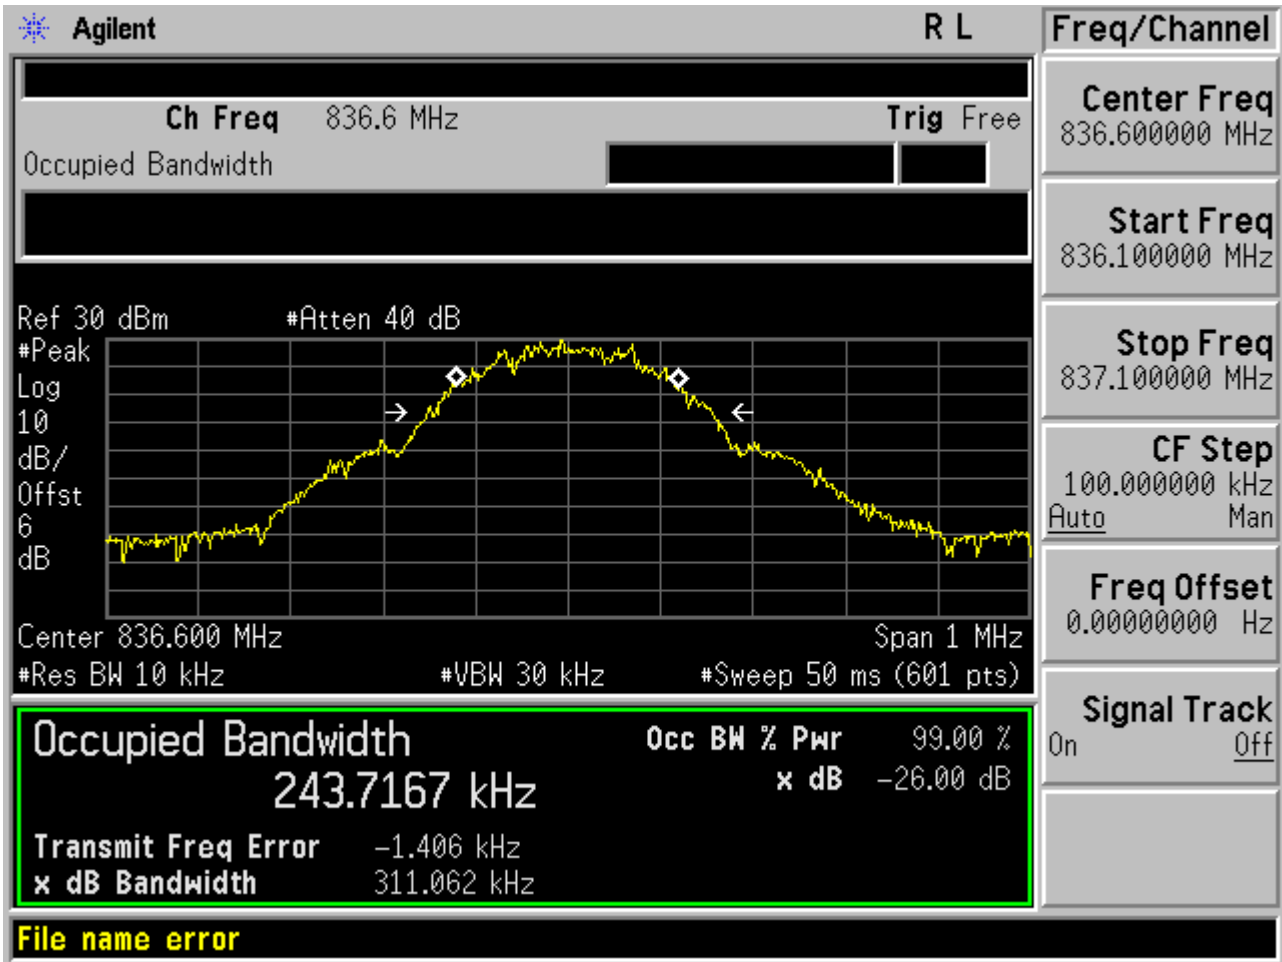 Agilent R L Freq/Channel
Ch Freq 836.6 MHz Trig Free
Occupied Bandwidth
Center Freq
836.600000 MHz
Start Freq
836.100000 MHz
Stop Freq
837.100000 MHz
CF Step
100.000000 kHz
Auto Man
Freq Offset
0.00000000 Hz
Signal Track
On Off
Ref 30 dBm #Atten 40 dB
#Peak
Log
10
dB/
Offst
6
dB
Center 836.600 MHz Span 1 MHz
#Res BW 10 kHz #VBW 30 kHz #Sweep 50 ms (601 pts)
Occupied Bandwidth
243.7167 kHz
Occ BW % Pwr 99.00 %
x dB -26.00 dB
Transmit Freq Error -1.406 kHz
x dB Bandwidth 311.062 kHz
File name error